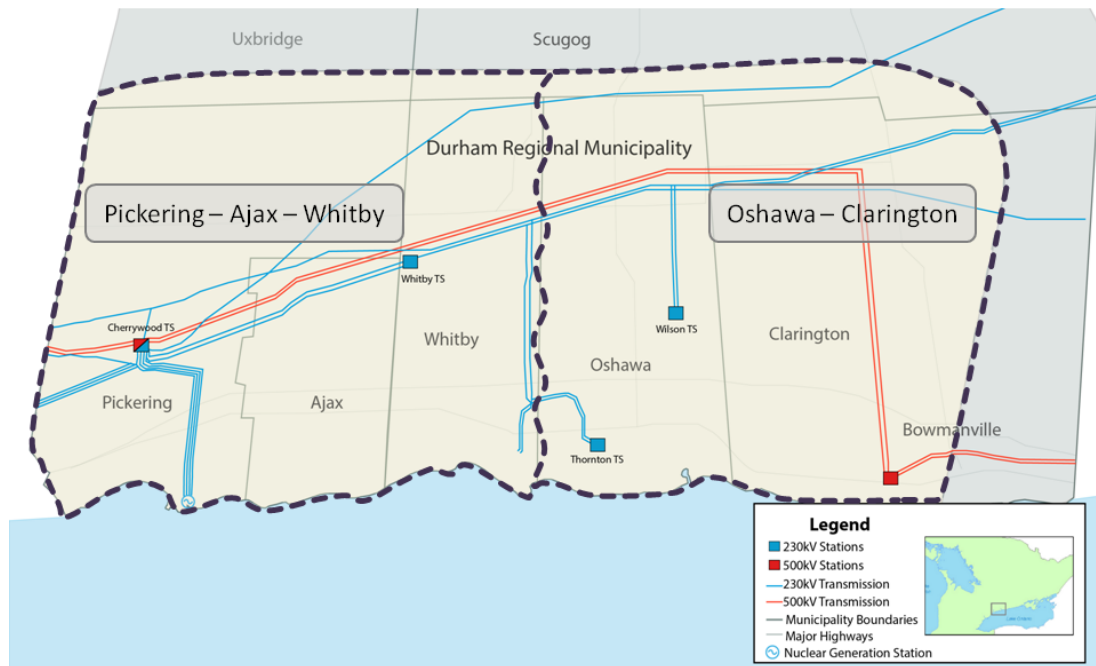 Uxbridge
Scugog
Durham Regional Municipality
Pickering – Ajax – Whitby
Oshawa – Clarington
Whitby TS
Cherrywood TS
Wilson TS
Whitby
Clarington
Oshawa
Pickering
Ajax
Bowmanville
Thornton TS
Legend
230kV Stations
500kV Stations
230kV Transmission
500kV Transmission
Municipality Boundaries
Major Highways
Nuclear Generation Station